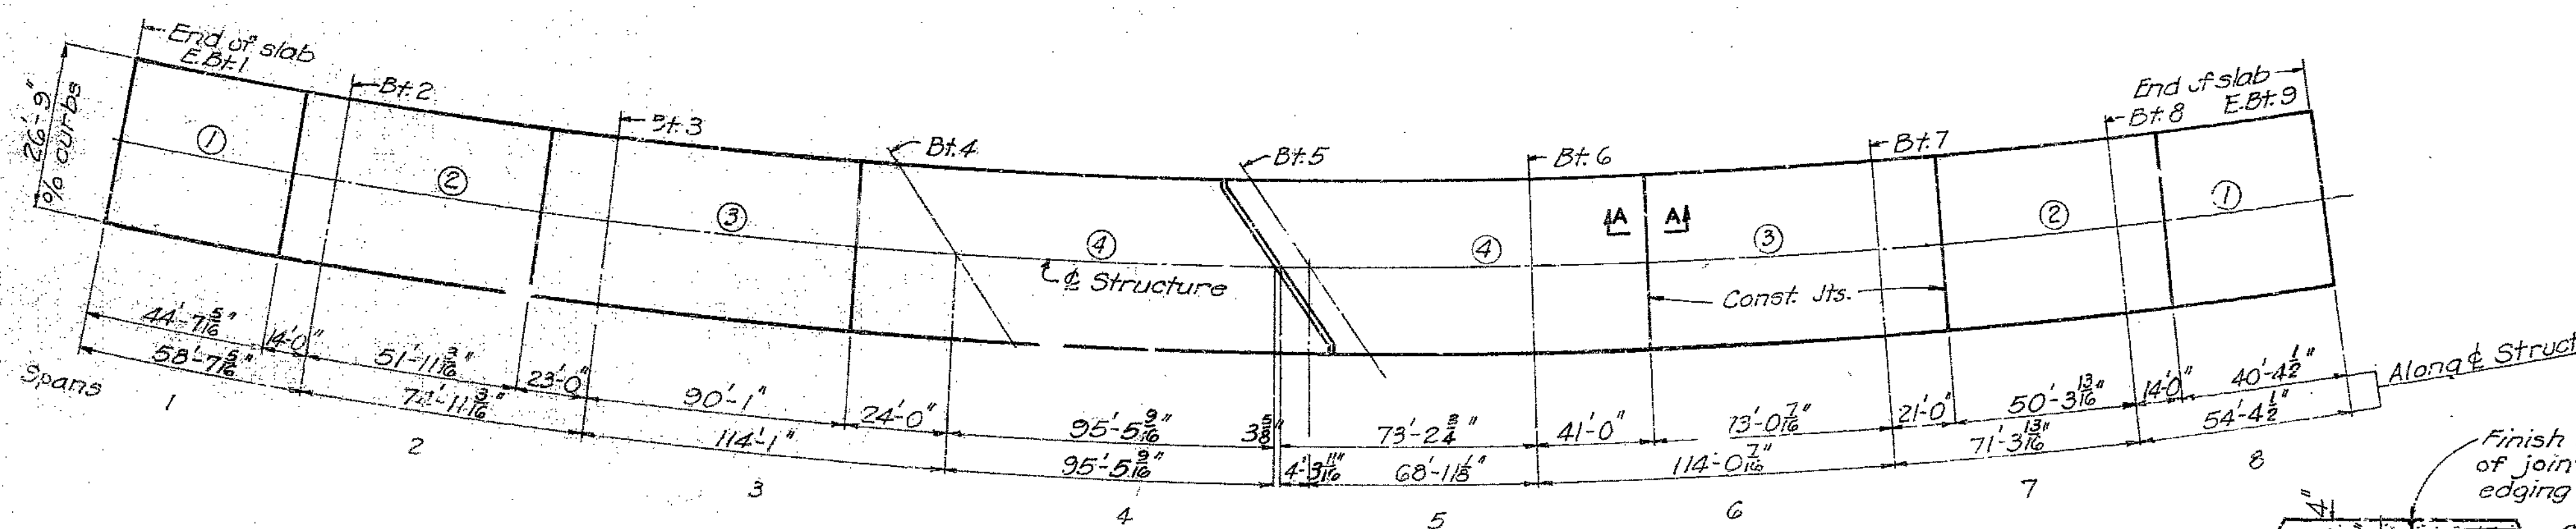 End of slab
E.Bt.1
26'-9"
% curbs
Bt.2
Bt.3
Bt.4
Bt.5
Bt.6
Bt.7
Bt.8
End of slab
E.Bt.9
①
②
③
④
④
③
②
①
A A
₵ Structure
Const. Jts.
44'-7 5/16"
14'-0"
51'-11 3/16"
23'-0"
90'-1"
24'-0"
95'-5 9/16"
3 5/8"
73'-2 3/4"
41'-0"
73'-0 7/16"
21'-0"
50'-3 13/16"
14'-0"
40'-4 1/2"
Along ₵ Struct
58'-7 5/16"
74'-11 3/16"
114'-1"
95'-5 9/16"
4'-3 11/16"
68'-11 1/8"
114'-0 7/16"
71'-3 13/16"
54'-4 1/2"
Spans
1
2
3
4
5
6
7
8
Finish
of join
edging
4"